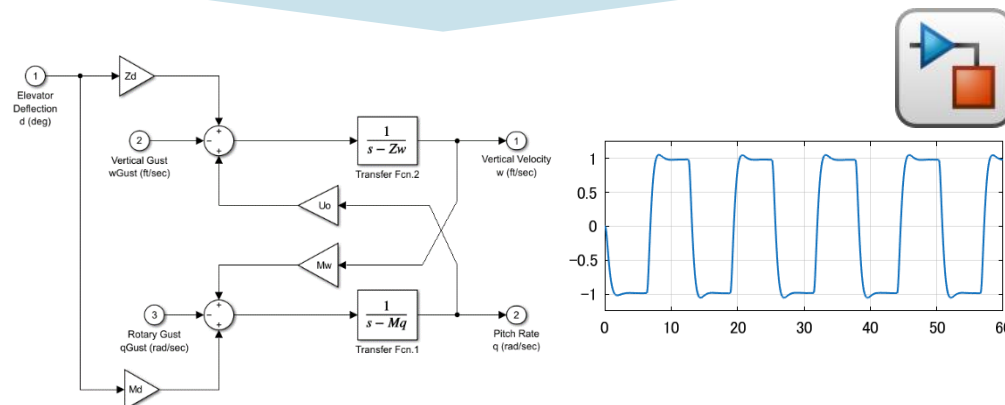 1
Elevator
Deflection
d (deg)
Zd
+
2
−
+
Vertical Gust
wGust (ft/sec)
1
s − Zw
Transfer Fcn.2
1
Vertical Velocity
w (ft/sec)
Uo
Mw
+
3
−
+
Rotary Gust
qGust (rad/sec)
1
s − Mq
Transfer Fcn.1
2
Pitch Rate
q (rad/sec)
Md
1
0.5
0
−0.5
−1
0 10 20 30 40 50 60